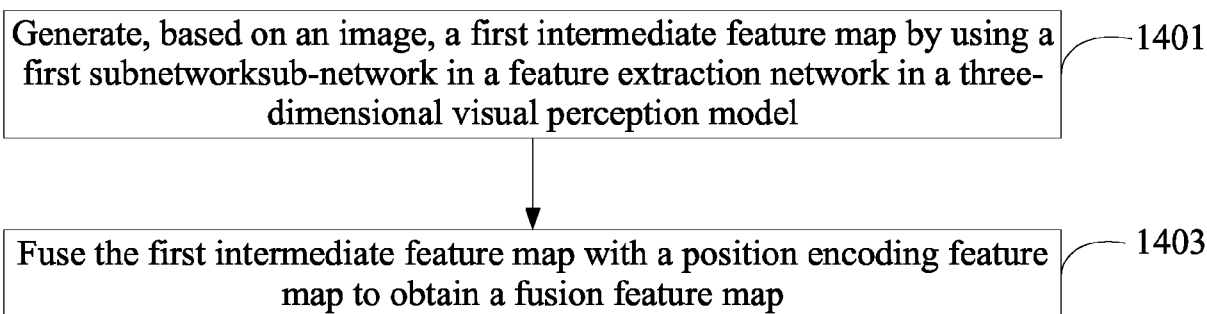 Generate, based on an image, a first intermediate feature map by using a
first subnetworksub-network in a feature extraction network in a three-
dimensional visual perception model
1401
Fuse the first intermediate feature map with a position encoding feature
map to obtain a fusion feature map
1403